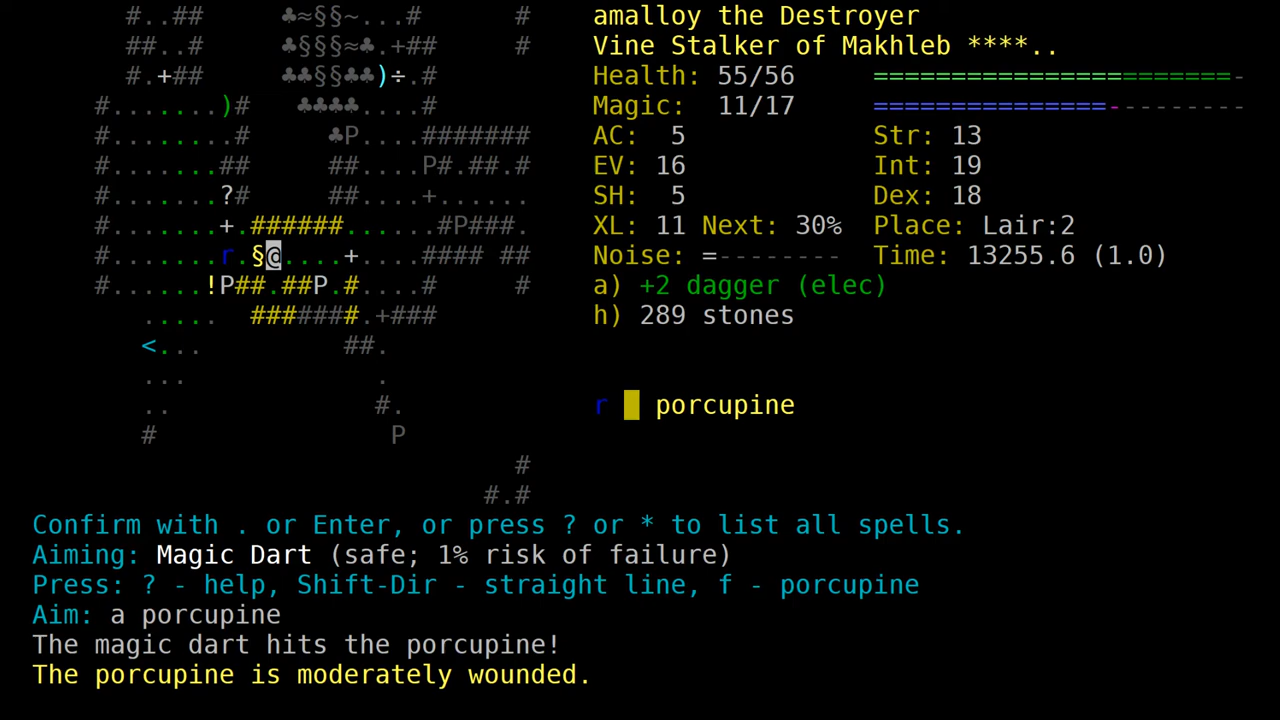 #..##       ♣≈§§~...#      #
##..#       ♣§§§≈♣.+##     #
#.+##       ♣♣§§♣♣)÷.#
#.......)#   ♣♣♣♣....#
#........#     ♣P....#######
#.......##     ##....P#.##.#
#.......?#     ##....+......
#.......+.######......#P###.
#.......r.§@....+....#### ##
#......!P##.##P.#....#     #
....  ######## .+###
<...         ##.
...            .
..            #.
#              P
#
#.#
amalloy the Destroyer
Vine Stalker of Makhleb ****..
Health: 55/56 =======================-
Magic:  11/17 ===============---------
AC:  5 Str: 13
EV: 16 Int: 19
SH:  5 Dex: 18
XL: 11 Next: 30% Place: Lair:2
Noise: =-------- Time: 13255.6 (1.0)
a) +2 dagger (elec)
h) 289 stones
r porcupine
Confirm with . or Enter, or press ? or * to list all spells.
Aiming: Magic Dart (safe; 1% risk of failure)
Press: ? - help, Shift-Dir - straight line, f - porcupine
Aim: a porcupine
The magic dart hits the porcupine!
The porcupine is moderately wounded.